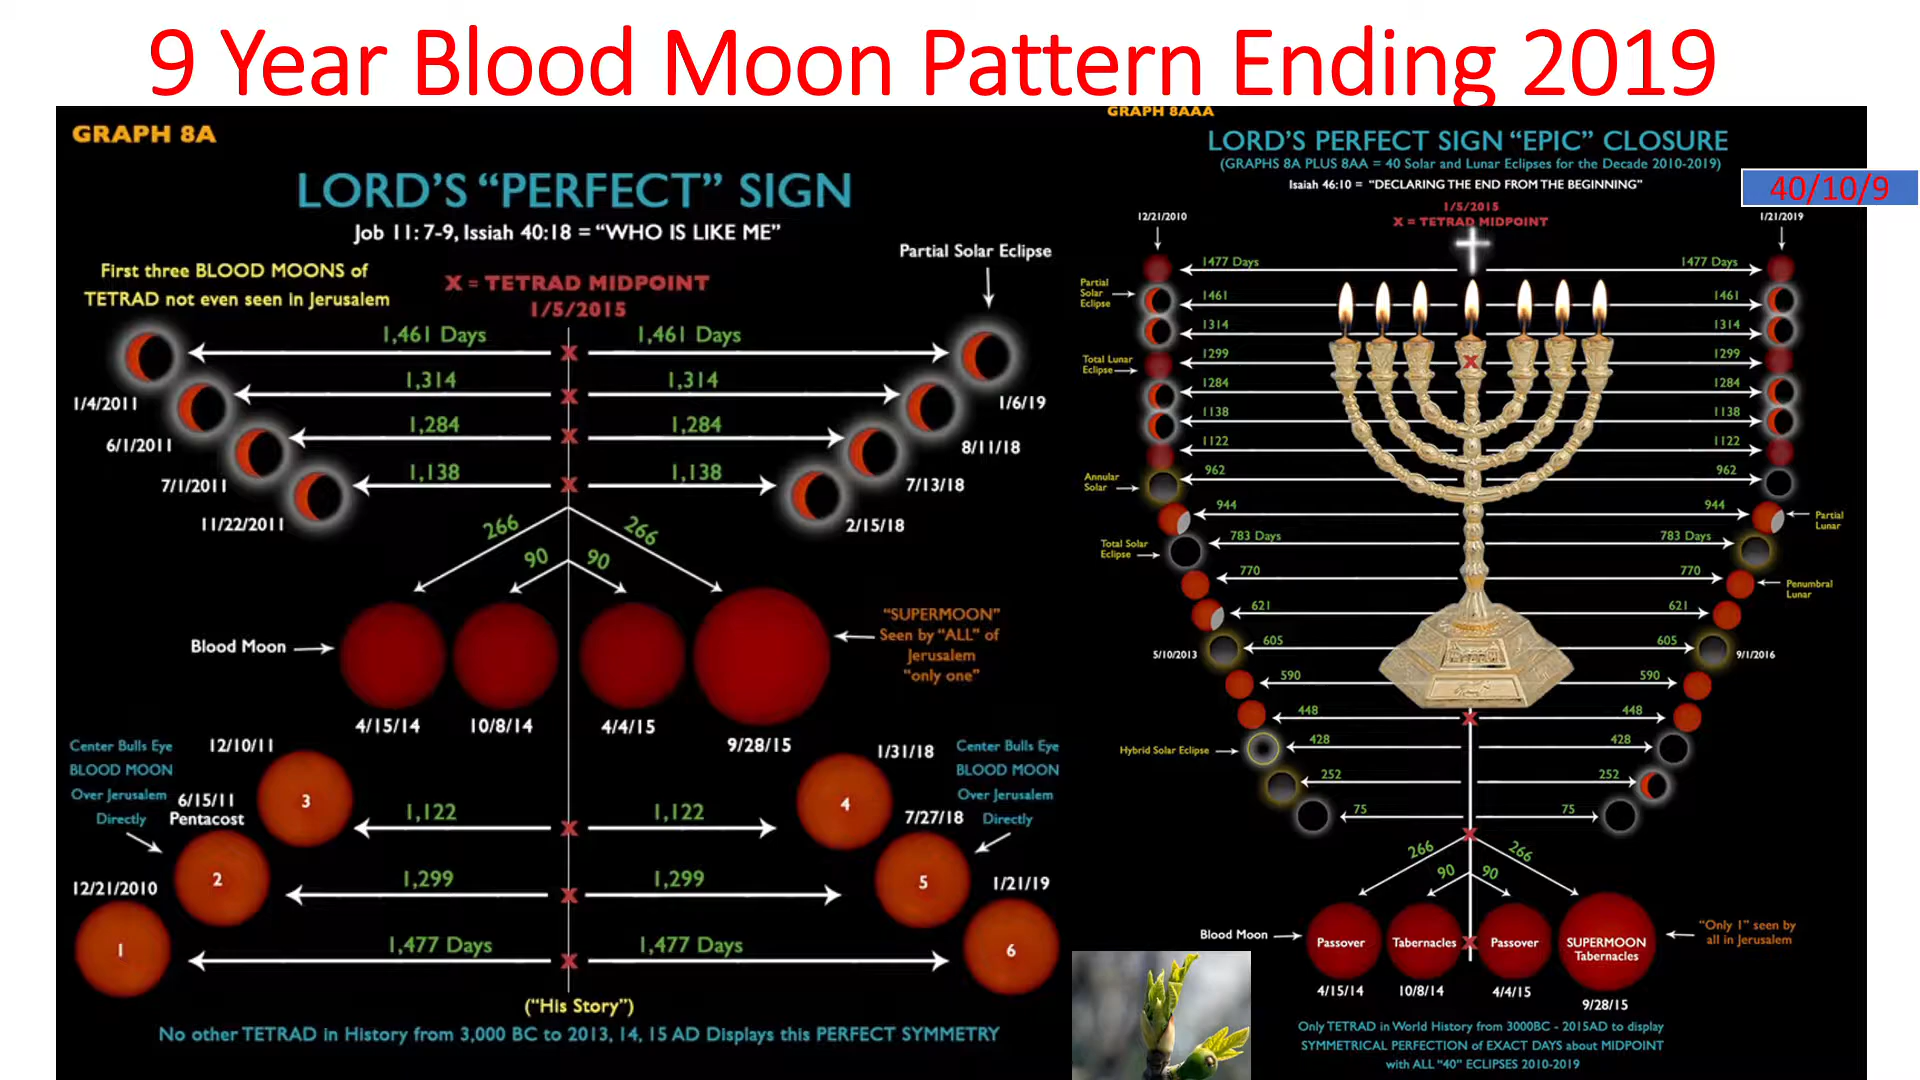 9 Year Blood Moon Pattern Ending 2019
GRAPH 8A
LORD'S "PERFECT" SIGN
Job 11: 7-9, Issiah 40:18 = "WHO IS LIKE ME"
First three BLOOD MOONS of
TETRAD not even seen in Jerusalem
X = TETRAD MIDPOINT
1/5/2015
Partial Solar Eclipse
1,461 Days
X
1,461 Days
1/4/2011
1,314
X
1,314
1/6/19
6/1/2011
1,284
X
1,284
8/11/18
7/1/2011
1,138
X
1,138
7/13/18
11/22/2011
2/15/18
266
266
90
90
Blood Moon
"SUPERMOON"
Seen by "ALL" of
Jerusalem
"only one"
4/15/14
10/8/14
4/4/15
9/28/15
Center Bulls Eye
BLOOD MOON
Over Jerusalem
Directly
12/10/11
3
6/15/11
Pentacost
2
12/21/2010
1
1/31/18
4
Center Bulls Eye
BLOOD MOON
Over Jerusalem
Directly
7/27/18
5
1/21/19
6
1,122
X
1,122
1,299
X
1,299
1,477 Days
X
1,477 Days
("His Story")
No other TETRAD in History from 3,000 BC to 2013, 14, 15 AD Displays this PERFECT SYMMETRY
GRAPH 8AAA
LORD'S PERFECT SIGN "EPIC" CLOSURE
(GRAPHS 8A PLUS 8AA = 40 Solar and Lunar Eclipses for the Decade 2010-2019)
Isaiah 46:10 = "DECLARING THE END FROM THE BEGINNING"
40/10/9
1/5/2015
X = TETRAD MIDPOINT
12/21/2010
1/21/2019
1477 Days
1477 Days
Partial
Solar
Eclipse
1461
1461
1314
1314
Total Lunar
Eclipse
1299
X
1299
1284
1284
1138
1138
1122
1122
Annular
Solar
962
962
944
944
Partial
Lunar
Total Solar
Eclipse
783 Days
783 Days
770
770
Penumbral
Lunar
621
621
5/10/2013
605
605
9/1/2016
590
590
448
X
448
Hybrid Solar Eclipse
428
428
252
252
75
75
X
266
266
90
90
Blood Moon
Passover
Tabernacles
X
Passover
SUPERMOON
Tabernacles
"Only 1" seen by
all in Jerusalem
4/15/14
10/8/14
4/4/15
9/28/15
Only TETRAD in World History from 3000BC - 2015AD to display
SYMMETRICAL PERFECTION of EXACT DAYS about MIDPOINT
with ALL "40" ECLIPSES 2010-2019